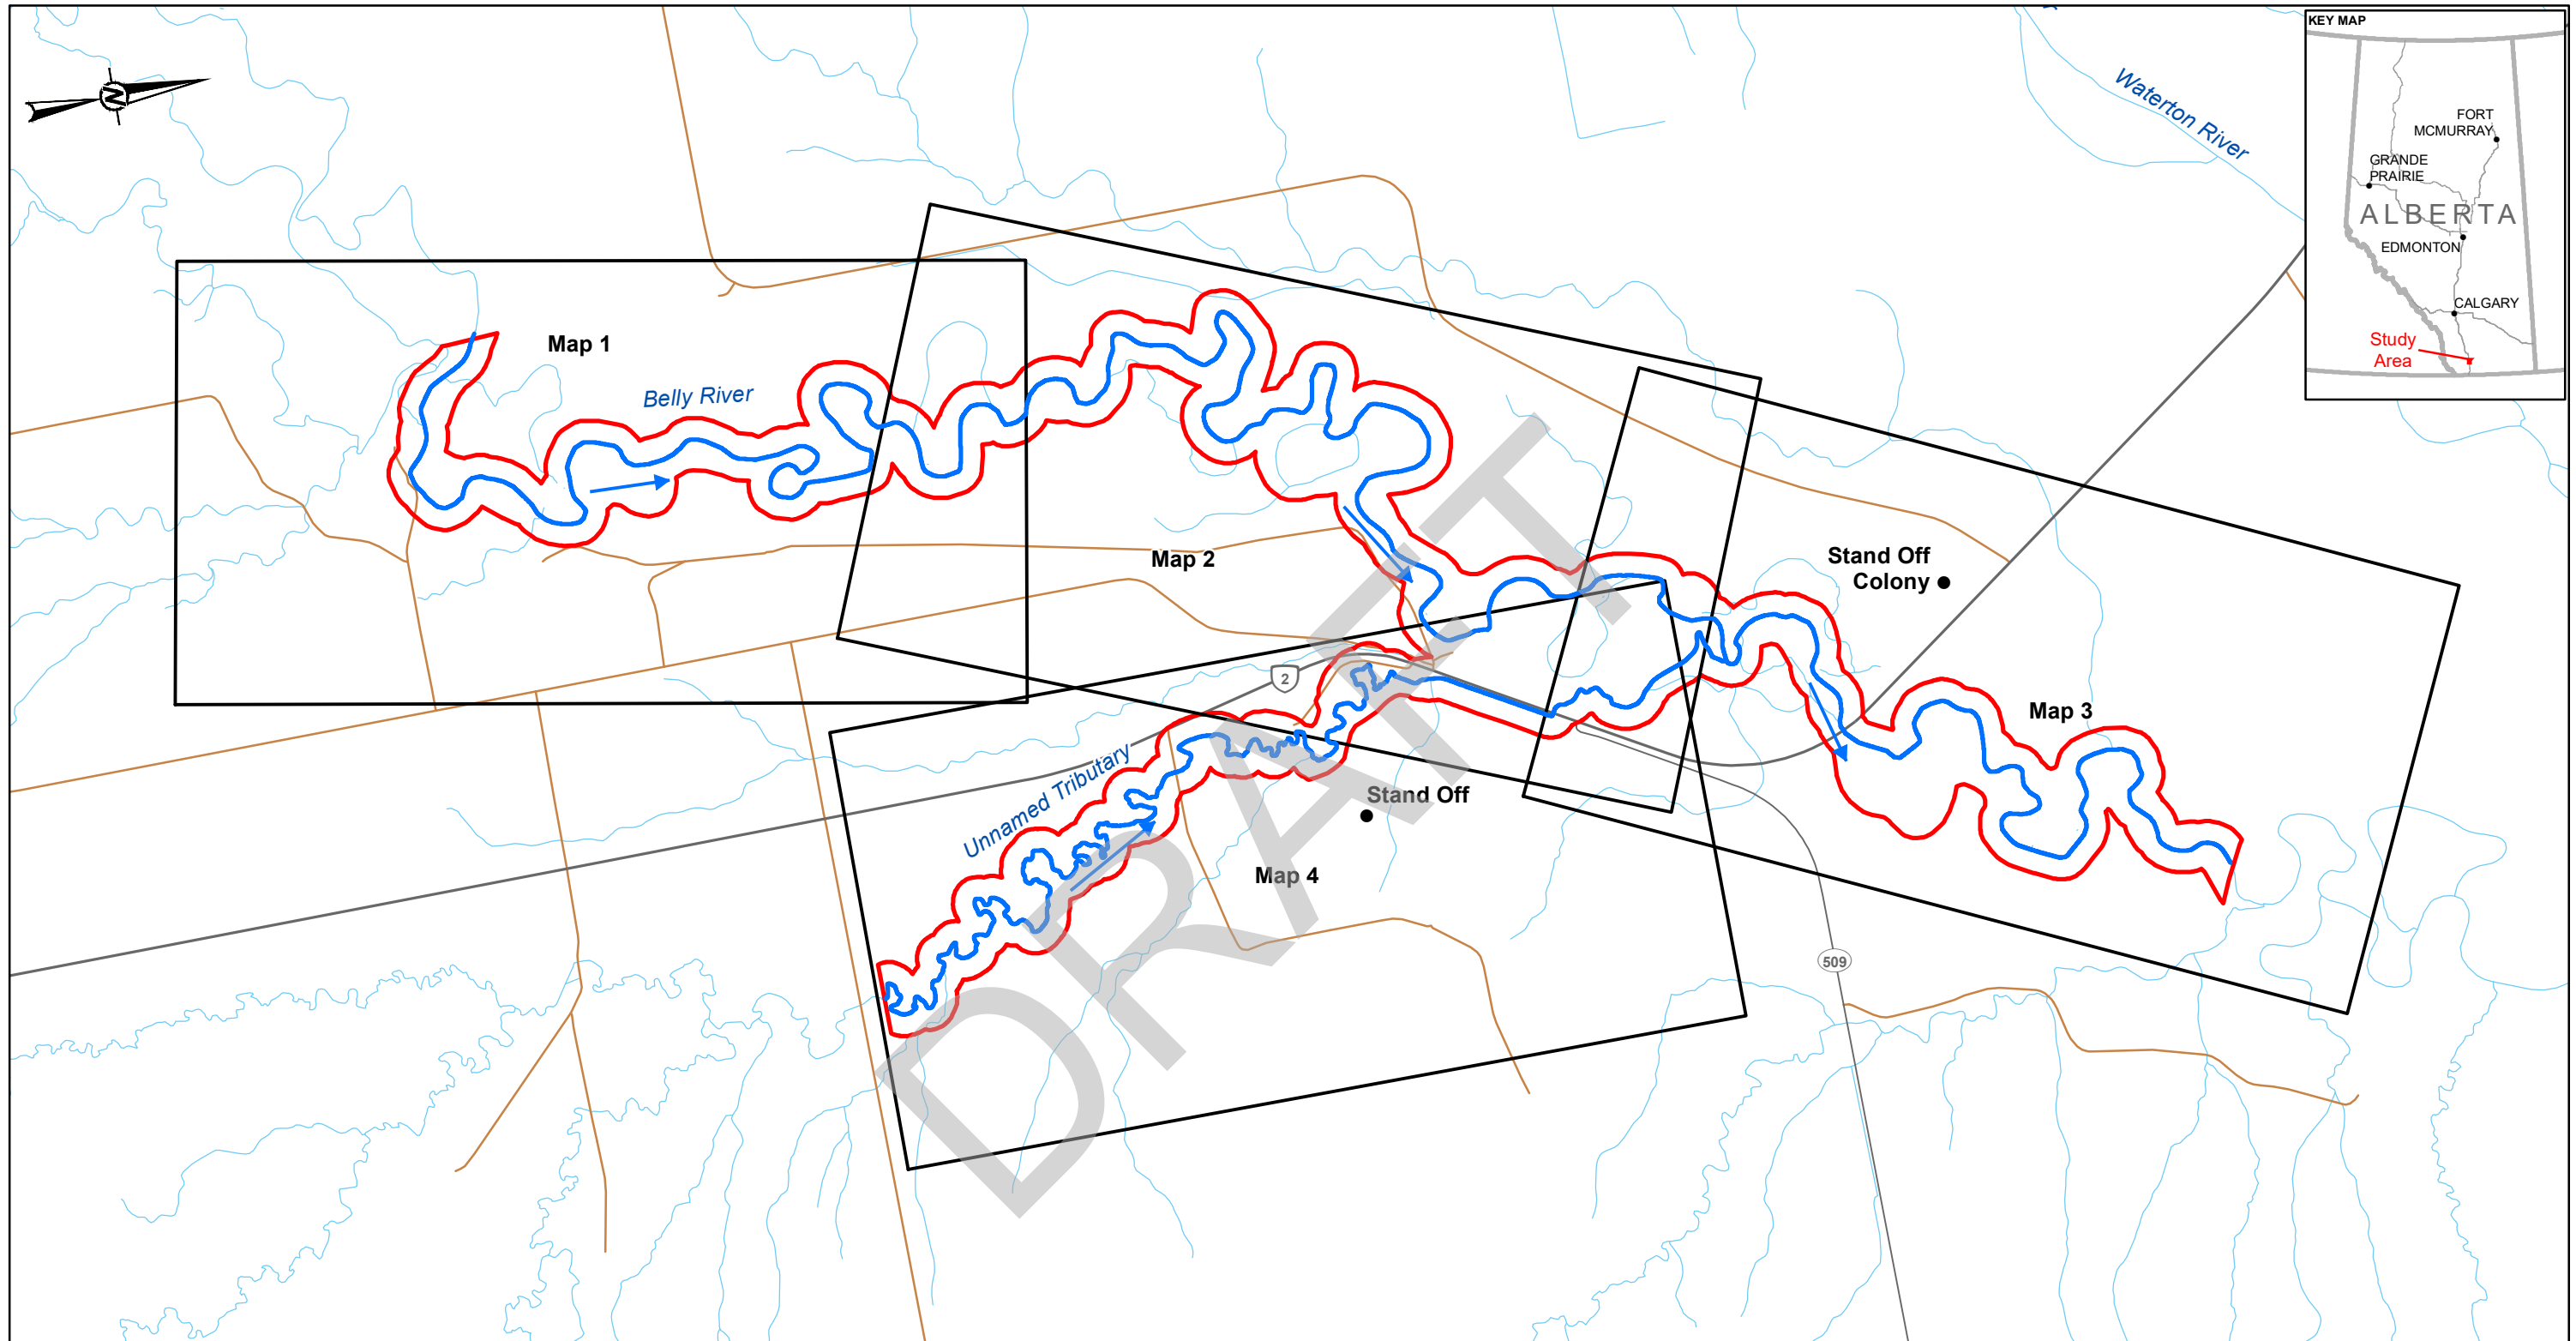 KEY MAP
Waterton River
FORT
MCMURRAY
GRANDE
PRAIRIE
ALBERTA
EDMONTON
CALGARY
Study
Area
N
Map 1
Belly River
Map 2
Stand Off
Colony
2
Map 3
Unnamed Tributary
Stand Off
Map 4
509
DRAFT